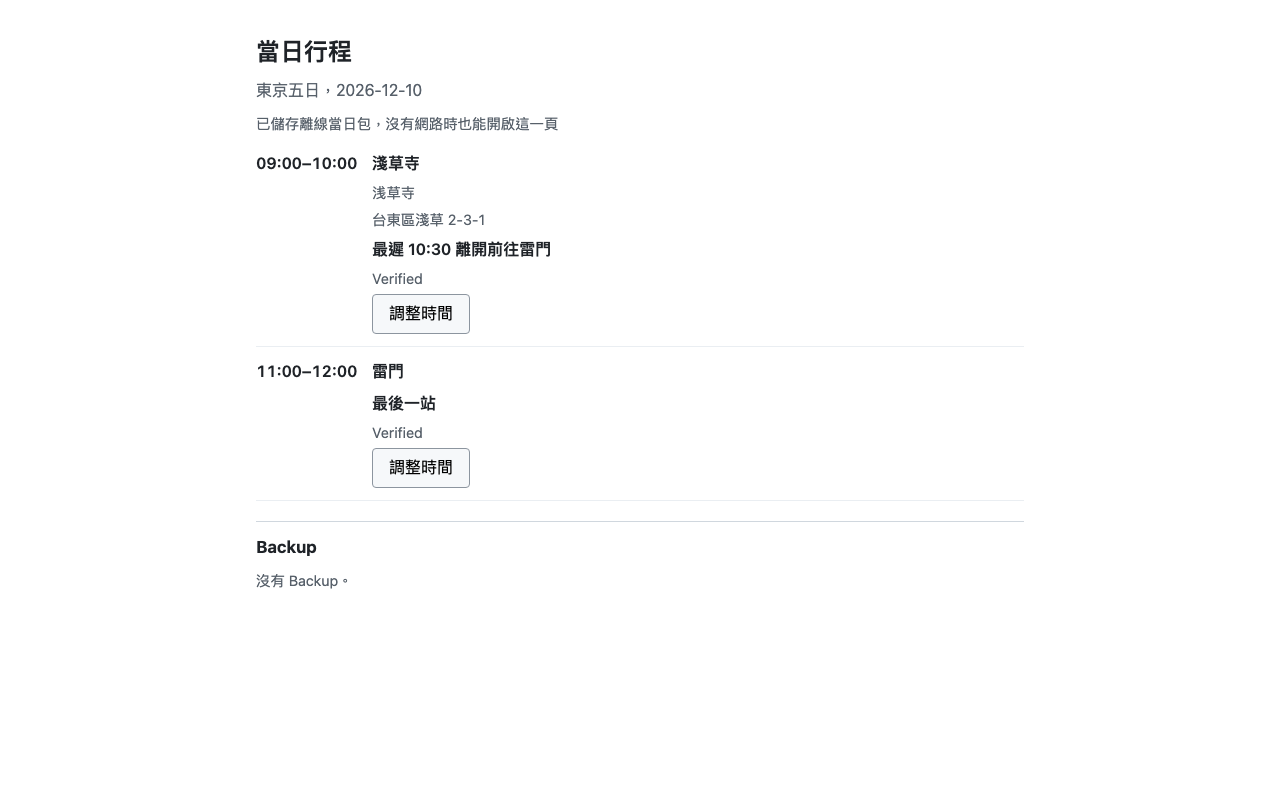 當日行程
東京五日，2026-12-10
已儲存離線當日包，沒有網路時也能開啟這一頁
09:00–10:00 淺草寺
浅草寺
台東區淺草 2-3-1
最遲 10:30 離開前往雷門
Verified
調整時間
11:00–12:00 雷門
最後一站
Verified
調整時間
Backup
沒有 Backup。